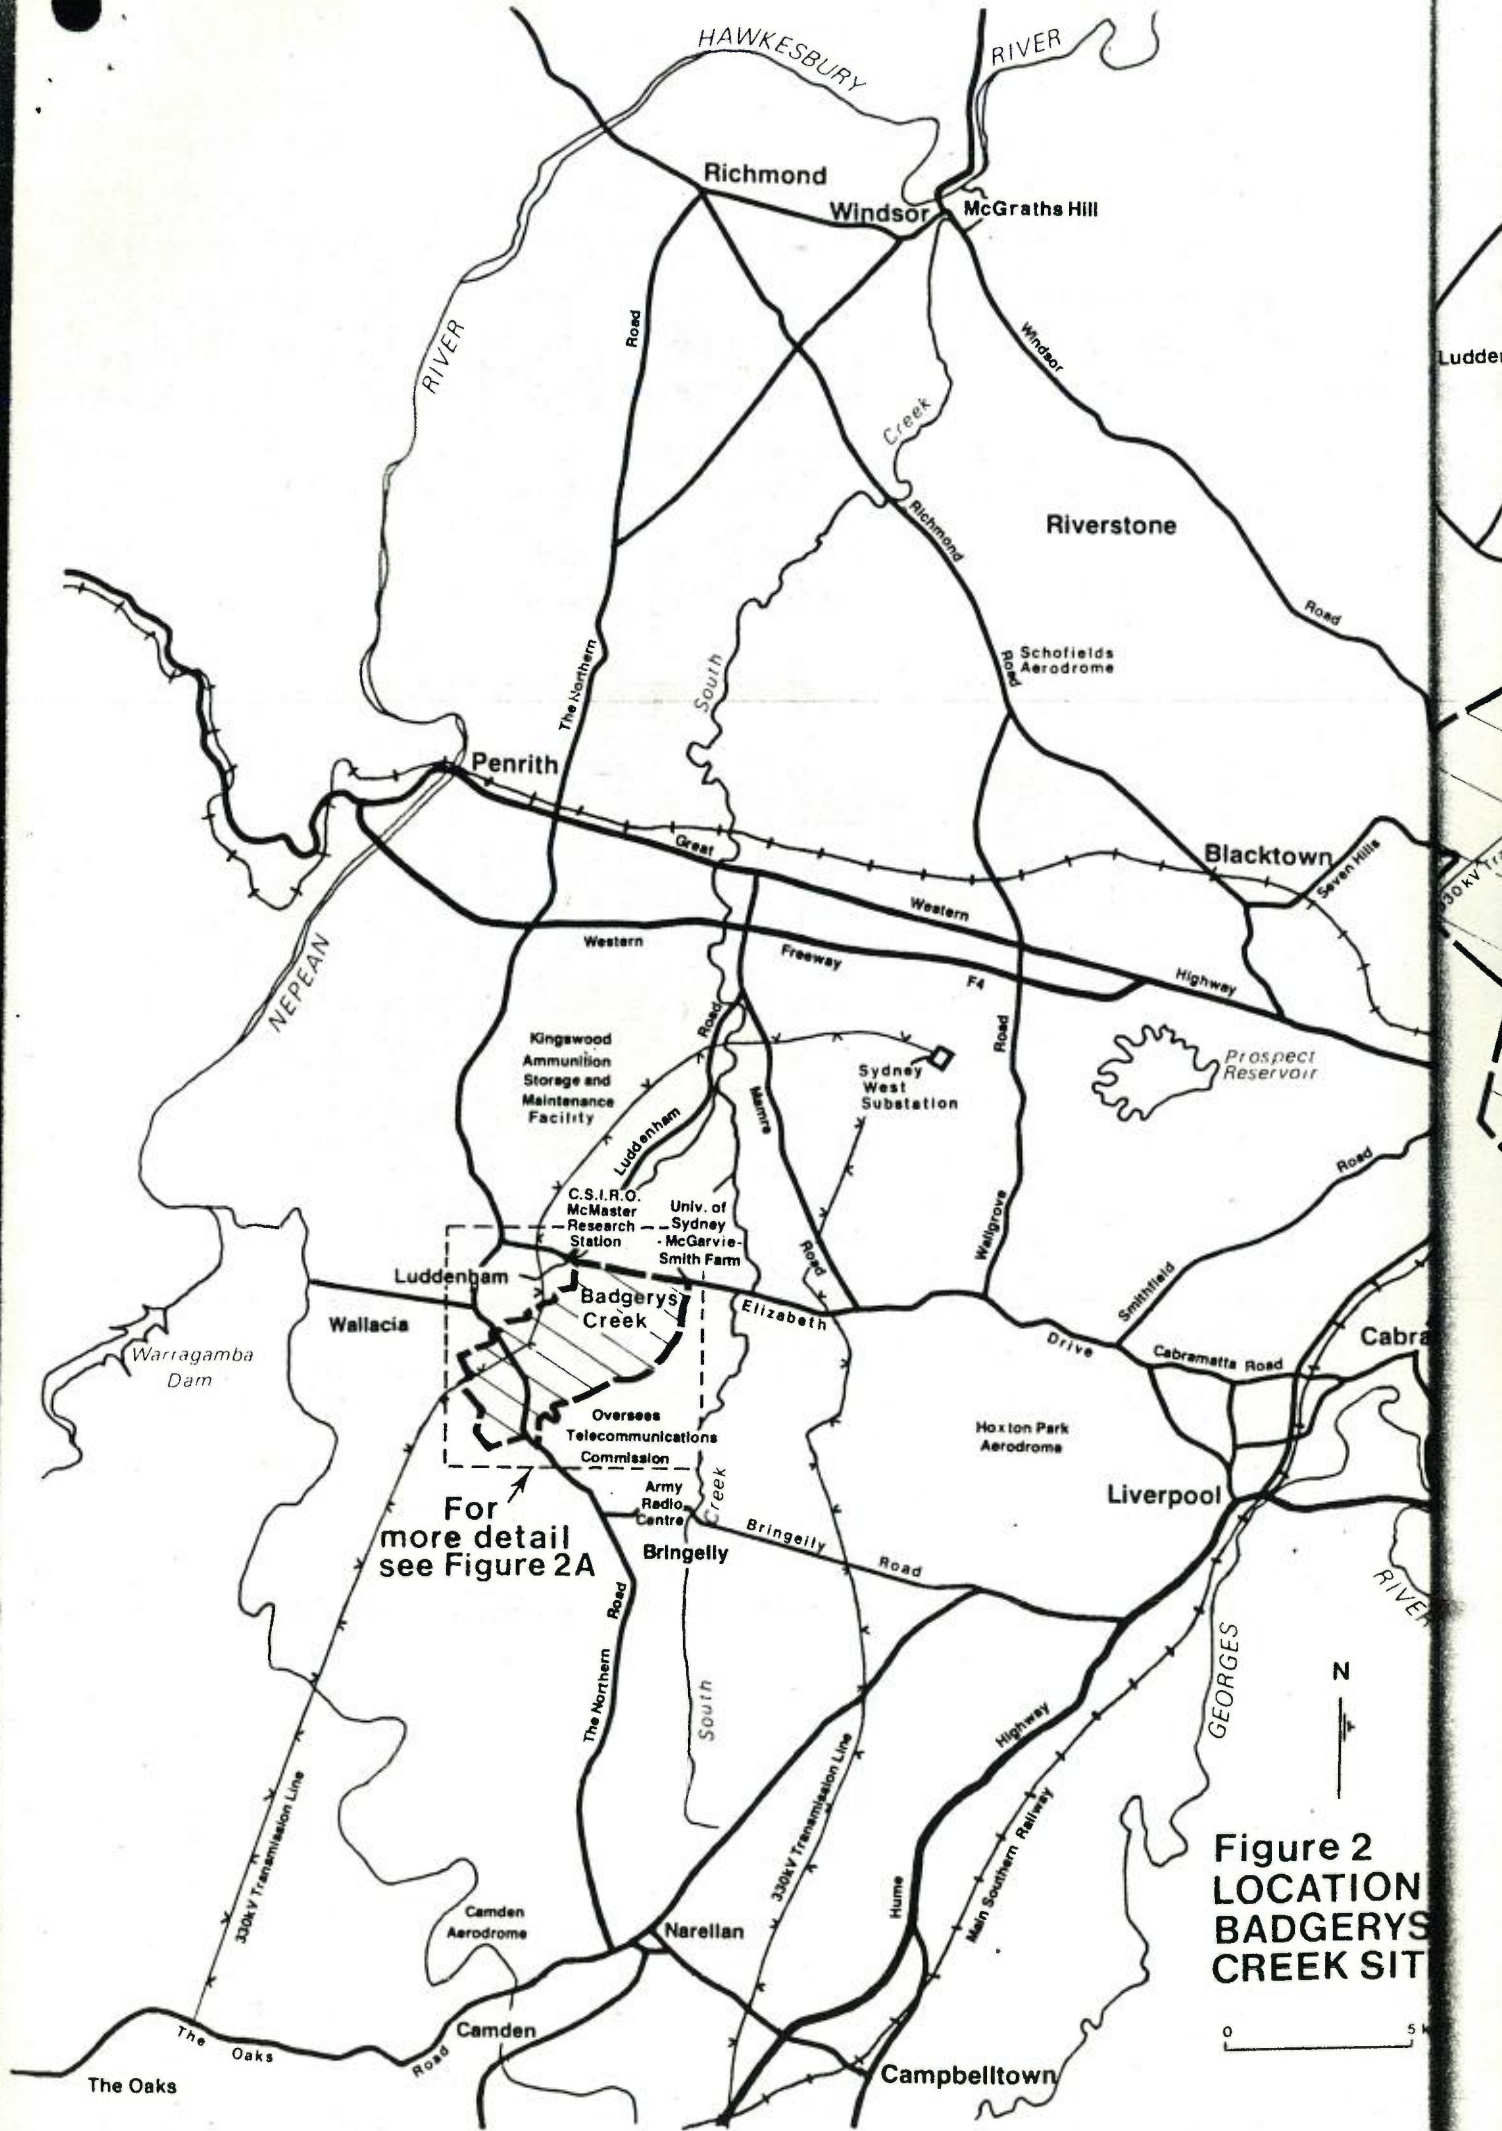 HAWKESBURY
RIVER
Richmond
Windsor
McGraths Hill
Road
RIVER
Windsor
Creek
Richmond
Riverstone
Road
South
The Northern
Road
Schofields
Aerodrome
Penrith
Great
Blacktown
Seven Hills
Western
Western
Freeway
F4
Highway
NEPEAN
Road
Road
Kingswood
Ammunition
Storage and
Maintenance
Facility
Sydney
West
Substation
Prospect
Reservoir
Luddenham
Mamre
Road
C.S.I.R.O.
McMaster
Research
Station
Univ. of
Sydney
McGarvie-
Smith Farm
Wallgrove
Road
Luddenham
Badgerys
Creek
Elizabeth
Smithfield
Wallacia
Drive
Cabramatta Road
Cabra
Warragamba
Dam
Overseas
Telecommunications
Commission
Hoxton Park
Aerodrome
Army
Radio
Centre
Creek
Liverpool
For
more detail
see Figure 2A
Bringelly
Road
Bringelly
RIVER
Road
GEORGES
N
The Northern
South
Highway
330kV Transmission Line
330kV Transmission Line
Main Southern Railway
Hume
Figure 2
LOCATION
BADGERYS
CREEK SIT
Camden
Aerodrome
Narellan
0
5
The
Oaks
Road
Camden
The Oaks
Campbelltown
Ludde
330 kV Tra